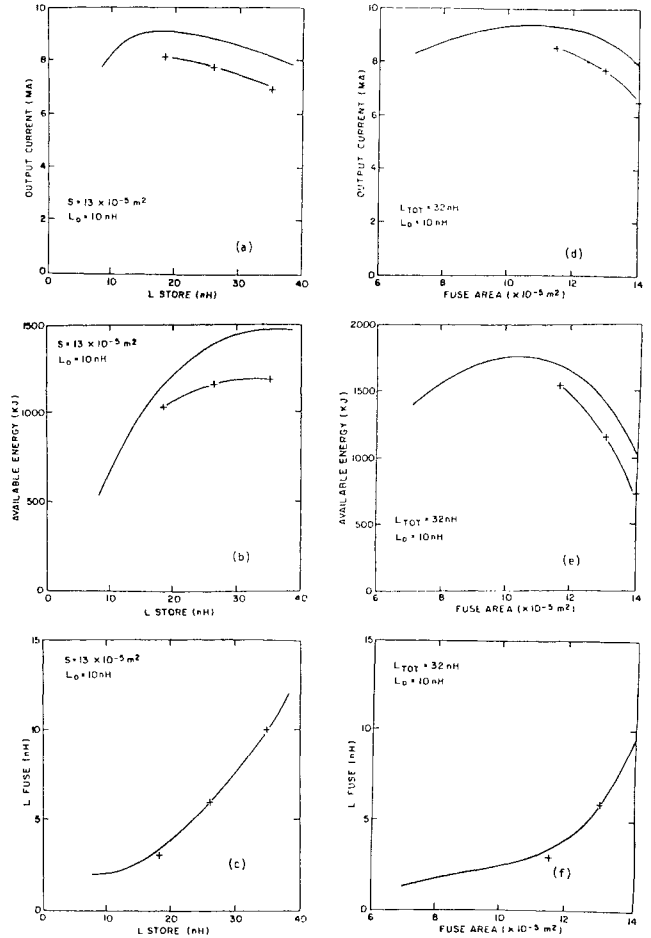 10
8
6
4
2
0
OUTPUT CURRENT (MA)
S = 13 × 10⁻⁵ m²
L₀ = 10 nH
(a)
0 10 20 30 40
L STORE (nH)
10
8
6
4
2
0
OUTPUT CURRENT (MA)
L_TOT = 32 nH
L₀ = 10 nH
(d)
6 8 10 12 14
FUSE AREA (×10⁻⁵ m²)
1500
1000
500
0
AVAILABLE ENERGY (KJ)
S = 13 × 10⁻⁵ m²
L₀ = 10 nH
(b)
0 10 20 30 40
L STORE (nH)
2000
1500
1000
500
0
AVAILABLE ENERGY (KJ)
L_TOT = 32 nH
L₀ = 10 nH
(e)
6 8 10 12 14
FUSE AREA (×10⁻⁵ m²)
15
10
5
0
L FUSE (nH)
S = 13 × 10⁻⁵ m²
L₀ = 10 nH
(c)
0 10 20 30 40
L STORE (nH)
15
10
5
0
L FUSE (nH)
L_TOT = 32 nH
L₀ = 10 nH
(f)
6 8 10 12 14
FUSE AREA (×10⁻⁵ m²)